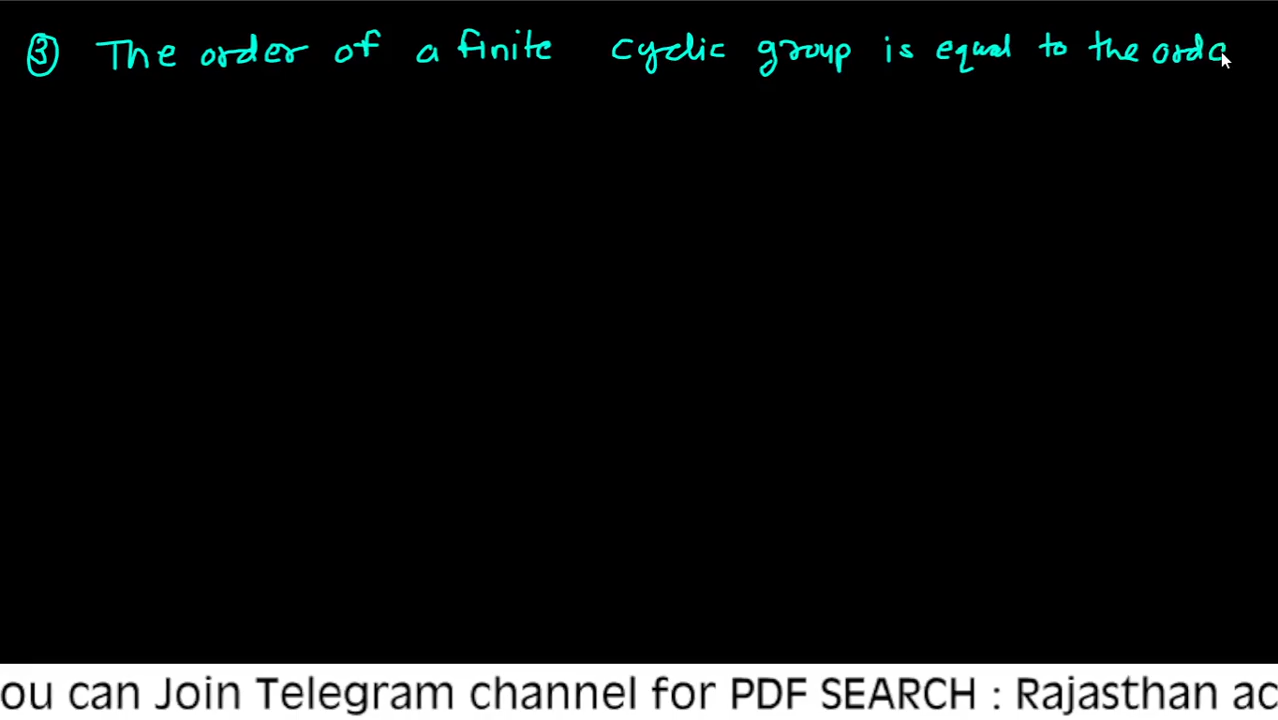 ③ The order of a finite cyclic group is equal to the orde
ou can Join Telegram channel for PDF SEARCH : Rajasthan ac